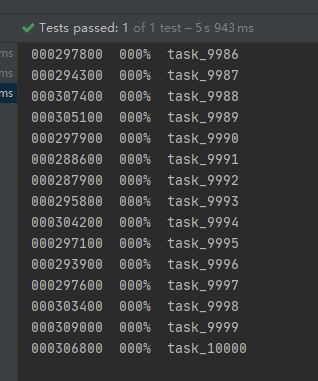 Tests passed: 1 of 1 test – 5 s 943 ms
ms 000297800 000% task_9986
ms 000294300 000% task_9987
ms 000307400 000% task_9988
000305100 000% task_9989
000297900 000% task_9990
000288600 000% task_9991
000287900 000% task_9992
000295800 000% task_9993
000304200 000% task_9994
000297100 000% task_9995
000293900 000% task_9996
000297600 000% task_9997
000303400 000% task_9998
000309000 000% task_9999
000306800 000% task_10000